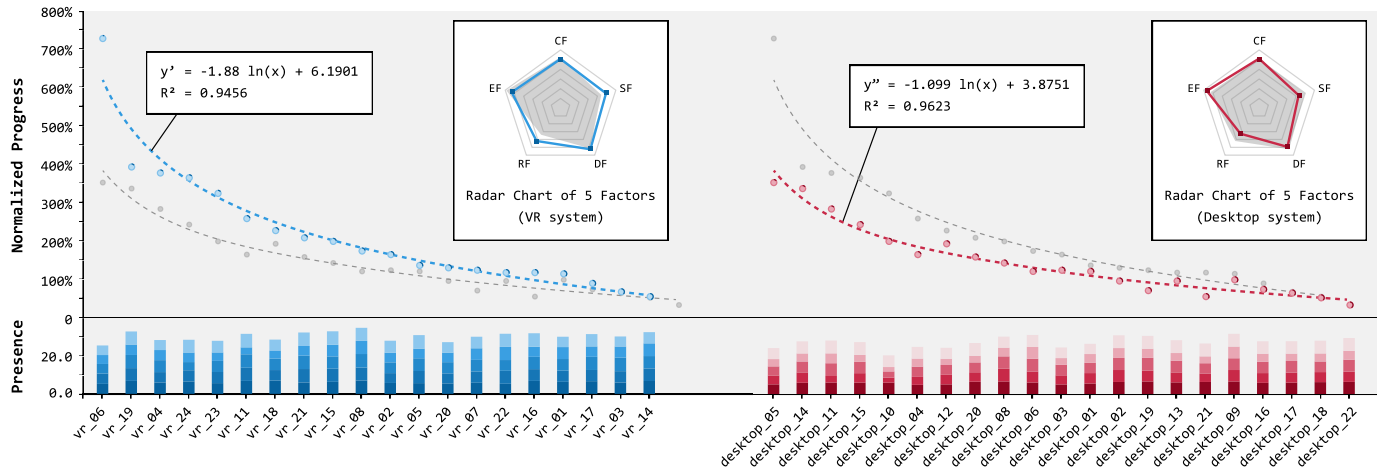 800%
700%
600%
500%
400%
300%
200%
100%
0
20.0
0.0
Normalized Progress
Presence
y’ = -1.88 ln(x) + 6.1901
R² = 0.9456
CF
EF
SF
RF
DF
Radar Chart of 5 Factors
(VR system)
y” = -1.099 ln(x) + 3.8751
R² = 0.9623
CF
EF
SF
RF
DF
Radar Chart of 5 Factors
(Desktop system)
vr_06
vr_19
vr_04
vr_24
vr_23
vr_11
vr_18
vr_21
vr_15
vr_08
vr_02
vr_05
vr_20
vr_07
vr_22
vr_16
vr_01
vr_17
vr_03
vr_14
desktop_05
desktop_14
desktop_11
desktop_15
desktop_10
desktop_04
desktop_12
desktop_20
desktop_08
desktop_06
desktop_03
desktop_01
desktop_02
desktop_19
desktop_13
desktop_21
desktop_09
desktop_16
desktop_17
desktop_18
desktop_22